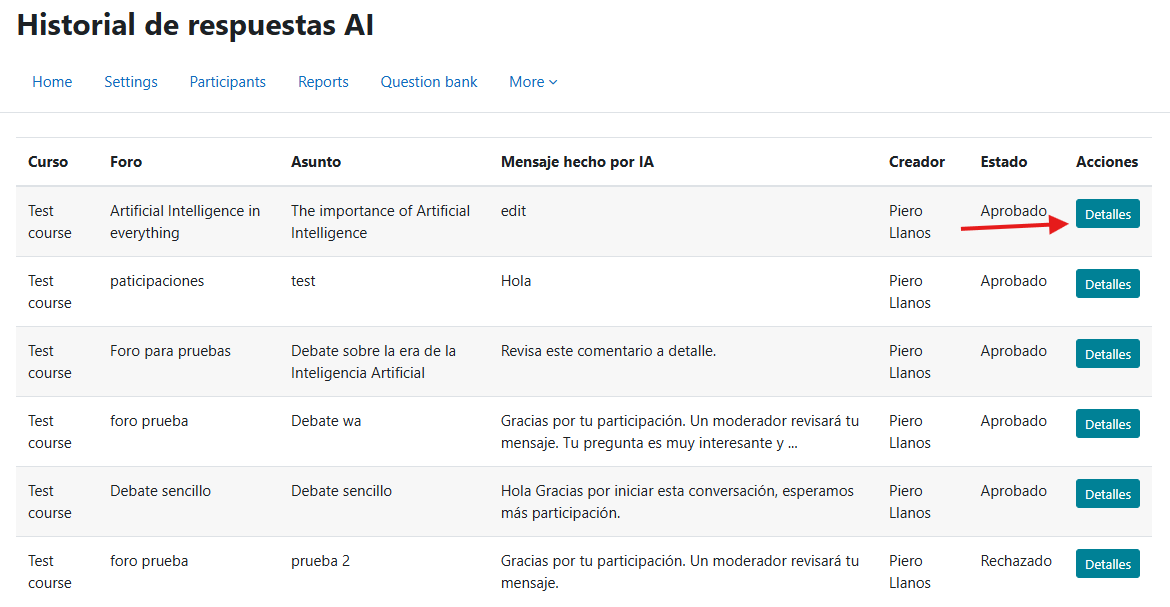 Historial de respuestas AI
Home Settings Participants Reports Question bank More
Curso Foro Asunto Mensaje hecho por IA Creador Estado Acciones
Test Artificial Intelligence in The importance of Artificial edit Piero Aprobado Detalles
course everything Intelligence Llanos
Test paticipaciones test Hola Piero Aprobado Detalles
course Llanos
Test Foro para pruebas Debate sobre la era de la Revisa este comentario a detalle. Piero Aprobado Detalles
course Inteligencia Artificial Llanos
Test foro prueba Debate wa Gracias por tu participación. Un moderador revisará tu Piero Aprobado Detalles
course mensaje. Tu pregunta es muy interesante y ... Llanos
Test Debate sencillo Debate sencillo Hola Gracias por iniciar esta conversación, esperamos Piero Aprobado Detalles
course más participación. Llanos
Test foro prueba prueba 2 Gracias por tu participación. Un moderador revisará tu Piero Rechazado Detalles
course mensaje. Llanos